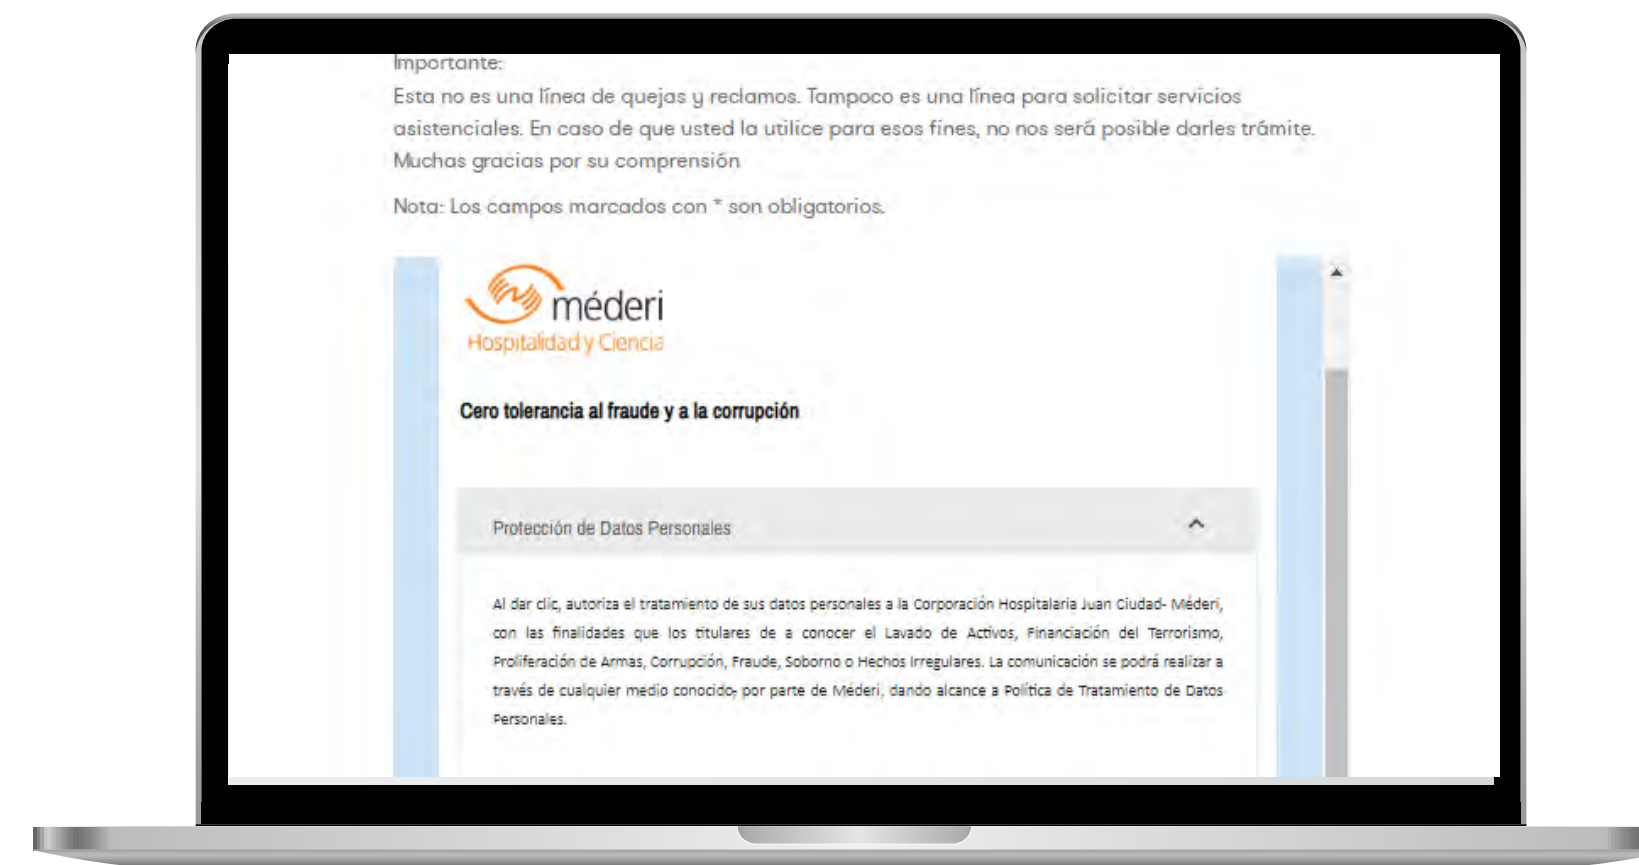 Importante:
Esta no es una línea de quejas y reclamos. Tampoco es una línea para solicitar servicios
asistenciales. En caso de que usted la utilice para esos fines, no nos será posible darles trámite.
Muchas gracias por su comprensión
Nota: Los campos marcados con * son obligatorios.
méderi
Hospitalidad y Ciencia
Cero tolerancia al fraude y a la corrupción
Protección de Datos Personales
Al dar clic, autoriza el tratamiento de sus datos personales a la Corporación Hospitalaria Juan Ciudad- Méderi,
con las finalidades que los titulares de a conocer el Lavado de Activos, Financiación del Terrorismo,
Proliferación de Armas, Corrupción, Fraude, Soborno o Hechos Irregulares. La comunicación se podrá realizar a
través de cualquier medio conocido, por parte de Méderi, dando alcance a Política de Tratamiento de Datos
Personales.